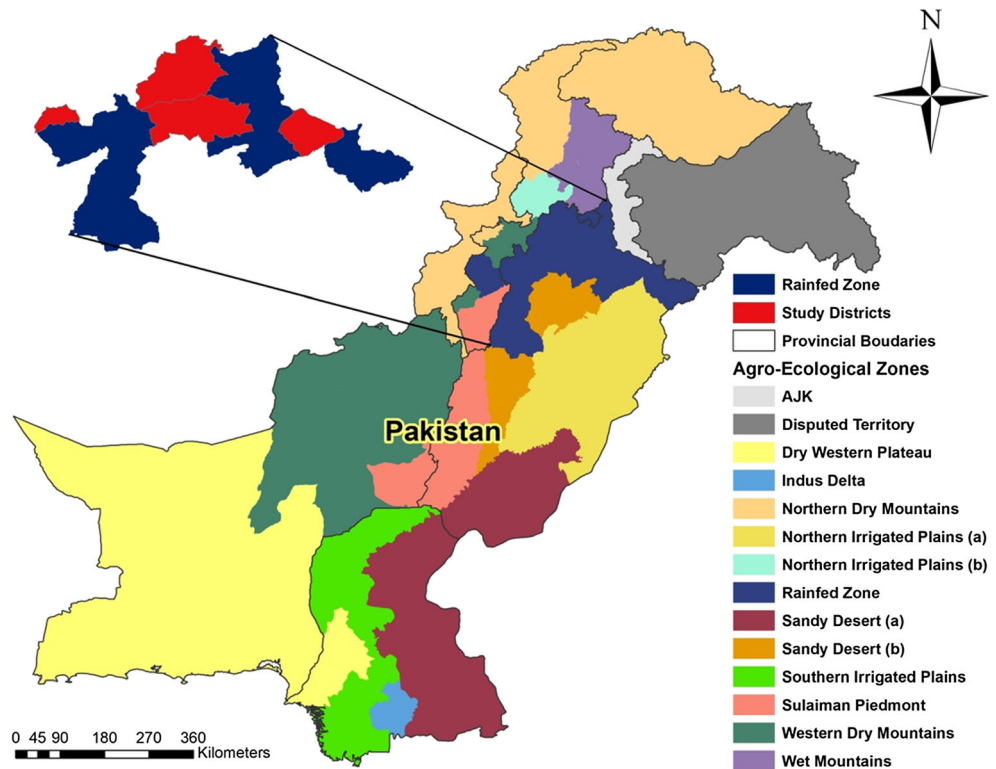 N
Rainfed Zone
Study Districts
Provincial Boudaries
Agro-Ecological Zones
AJK
Disputed Territory
Dry Western Plateau
Indus Delta
Northern Dry Mountains
Northern Irrigated Plains (a)
Northern Irrigated Plains (b)
Rainfed Zone
Sandy Desert (a)
Sandy Desert (b)
Southern Irrigated Plains
Sulaiman Piedmont
Western Dry Mountains
Wet Mountains
Pakistan
0 45 90 180 270 360
Kilometers